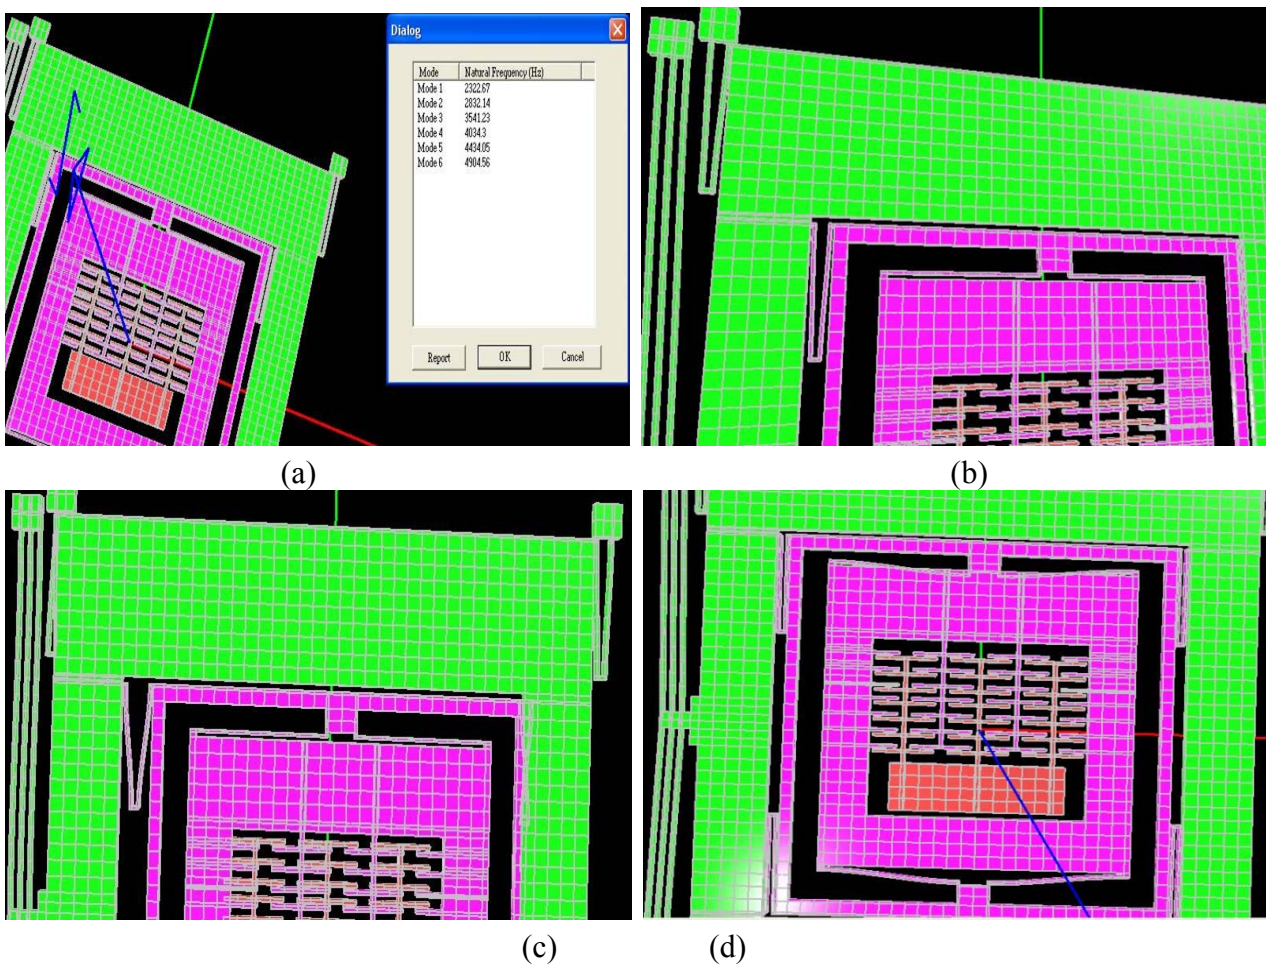 Dialog
Mode Natural Frequency (Hz)
Mode 1 2322.67
Mode 2 2832.14
Mode 3 3541.23
Mode 4 4034.3
Mode 5 4434.05
Mode 6 4904.56
Report OK Cancel
(a) (b)
(c) (d)